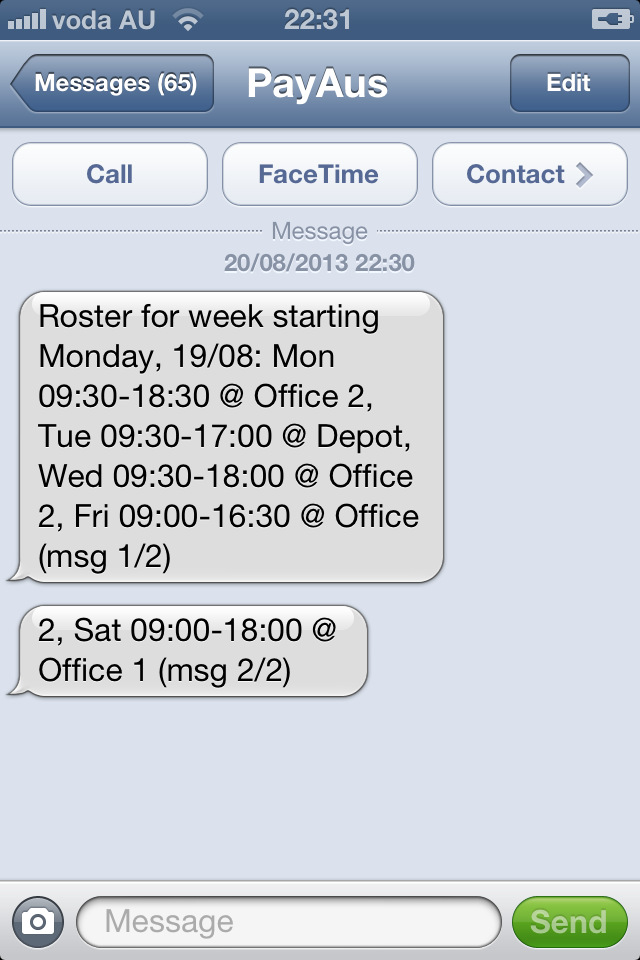 voda AU 22:31
Messages (65) PayAus Edit
Call FaceTime Contact
Message
20/08/2013 22:30
Roster for week starting
Monday, 19/08: Mon
09:30-18:30 @ Office 2,
Tue 09:30-17:00 @ Depot,
Wed 09:30-18:00 @ Office
2, Fri 09:00-16:30 @ Office
(msg 1/2)
2, Sat 09:00-18:00 @
Office 1 (msg 2/2)
Message Send